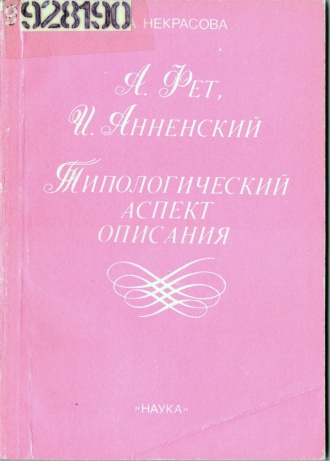 928190
А НЕКРАСОВА
А. Фет,
И. Анненский
Типологический
АСПЕКТ
ОПИСАНИЯ
«НАУКА»